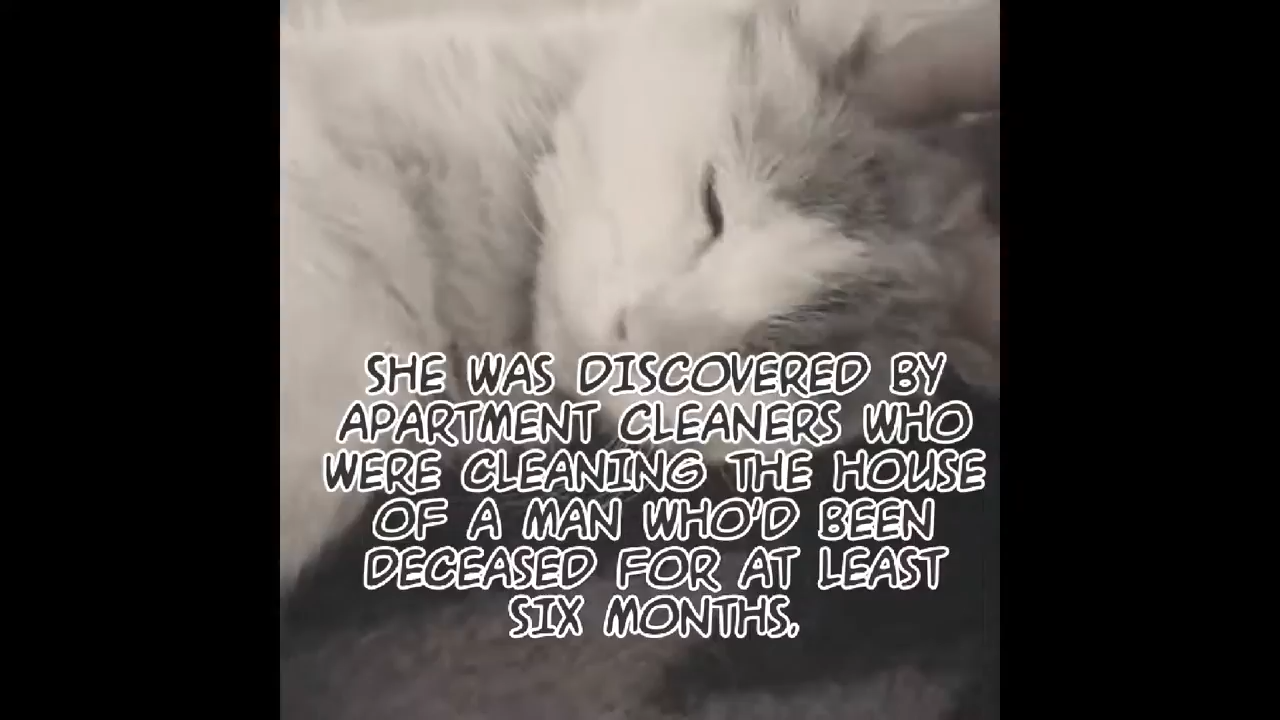 SHE WAS DISCOVERED BY
APARTMENT CLEANERS WHO
WERE CLEANING THE HOUSE
OF A MAN WHO'D BEEN
DECEASED FOR AT LEAST
SIX MONTHS,